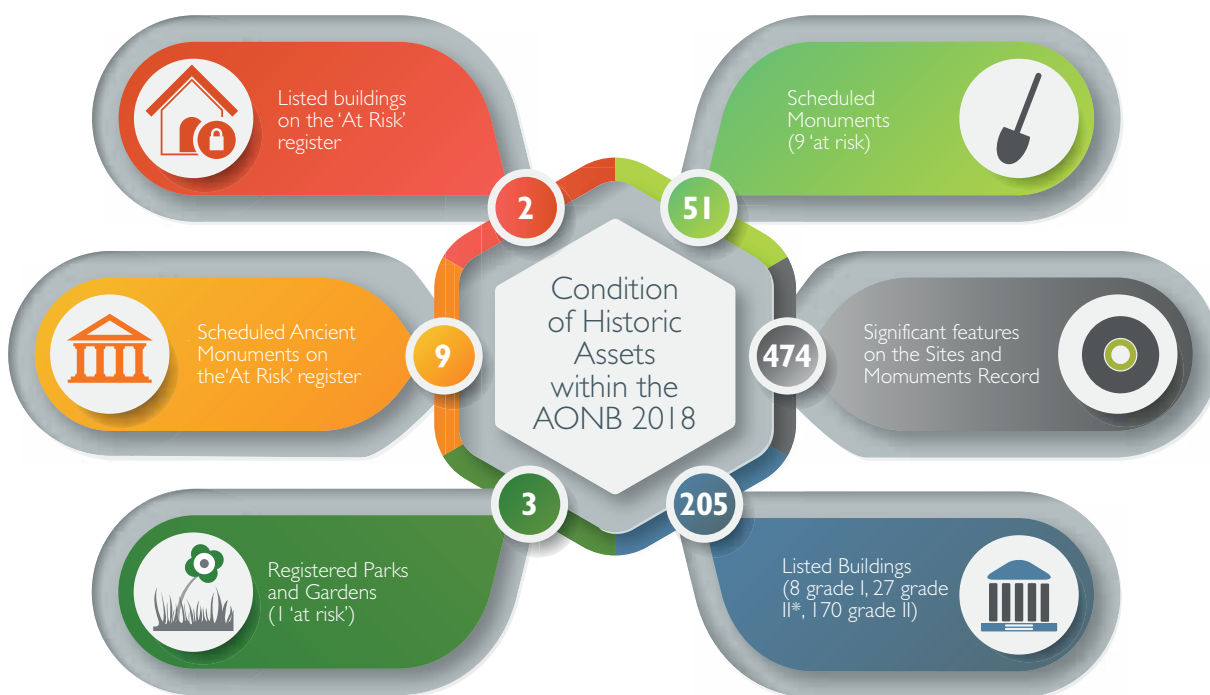 Listed buildings
on the ‘At Risk’
register
2
Scheduled
Monuments
(9 ‘at risk)
51
Condition
of Historic
Assets
within the
AONB 2018
Scheduled Ancient
Monuments on
the‘At Risk’ register
9
474
Significant features
on the Sites and
Momuments Record
3
Registered Parks
and Gardens
(1 ‘at risk’)
205
Listed Buildings
(8 grade I, 27 grade
II*, 170 grade II)